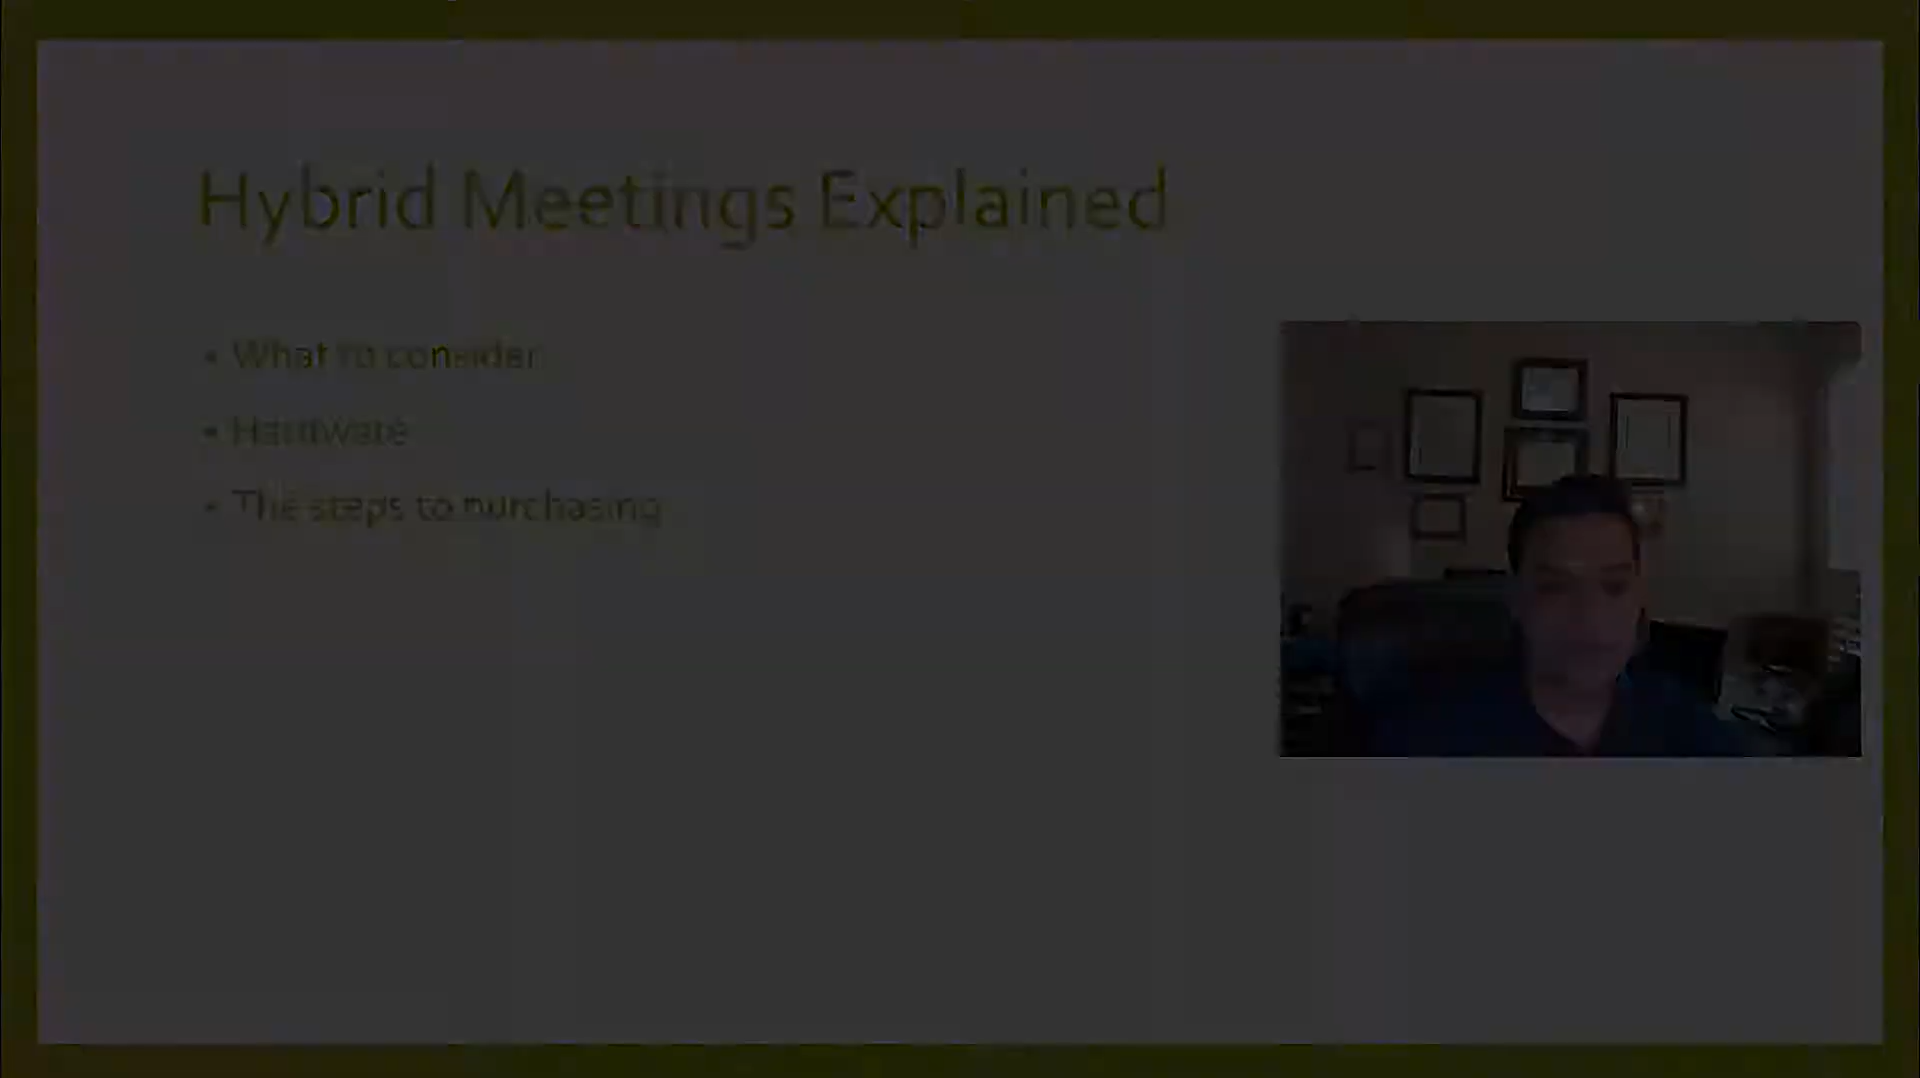 Hybrid Meetings Explained
• What to consider
• Hardware
• The steps to purchasing